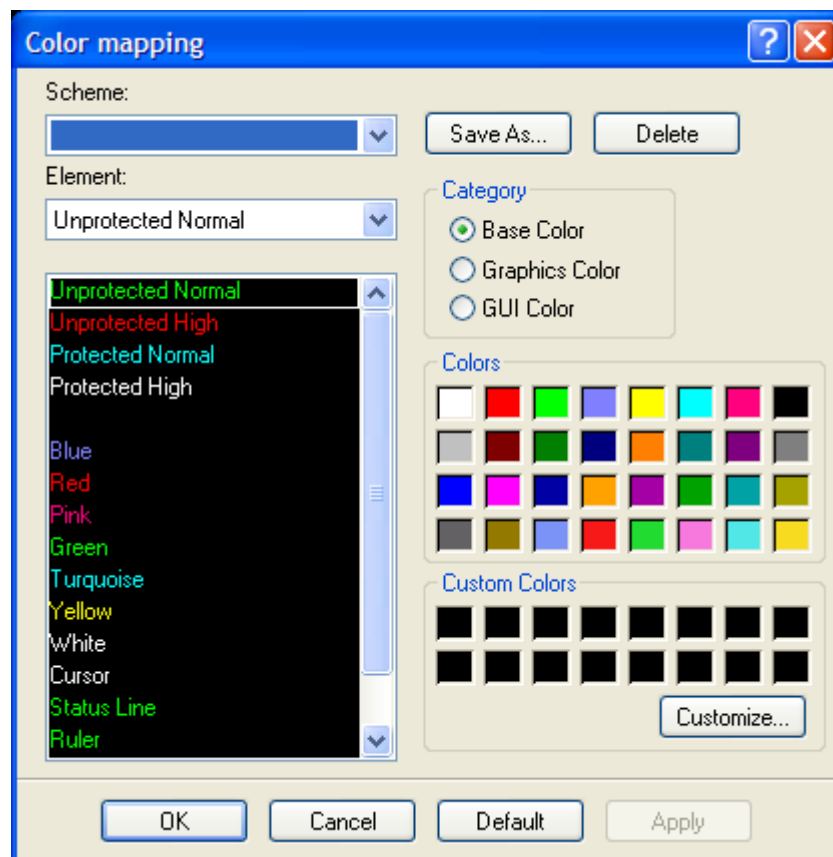 Color mapping
Scheme:
Save As...
Delete
Element:
Unprotected Normal
Category
Base Color
Graphics Color
GUI Color
Unprotected Normal
Unprotected High
Protected Normal
Protected High
Blue
Red
Pink
Green
Turquoise
Yellow
White
Cursor
Status Line
Ruler
Colors
Custom Colors
Customize...
OK
Cancel
Default
Apply